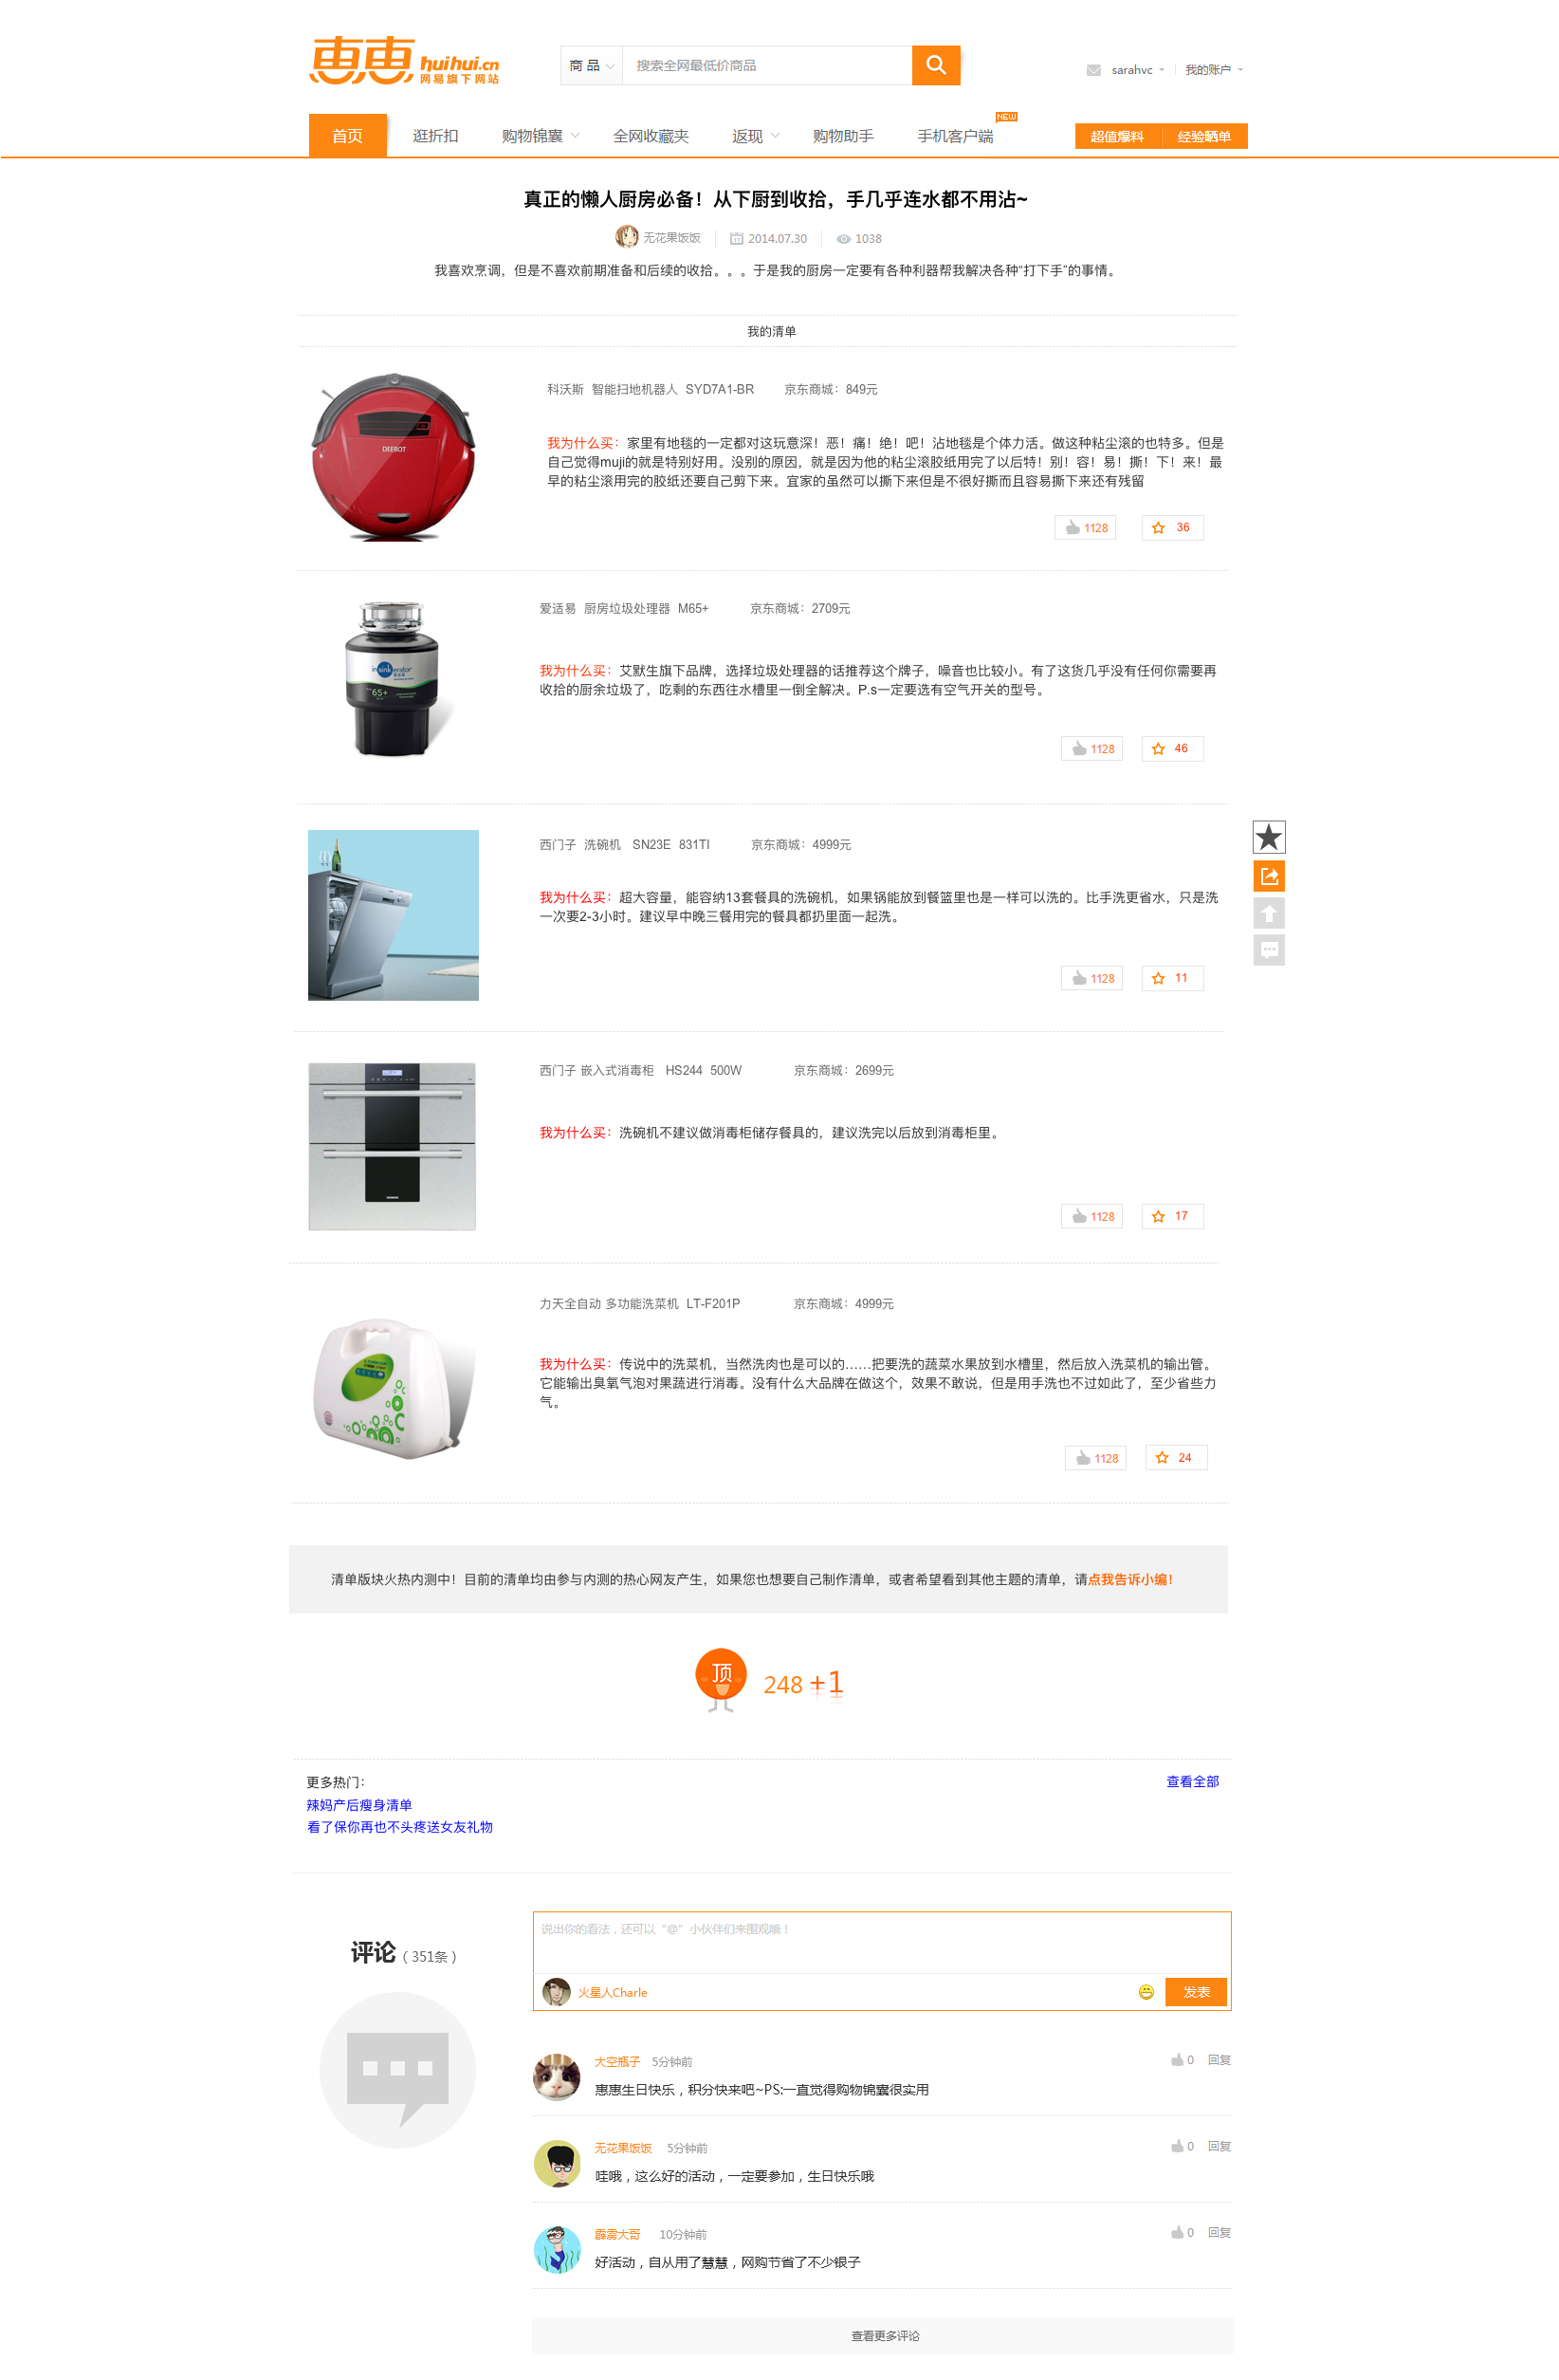 惠惠 huihui.cn
网易旗下网站
商 品 搜索全网最低价商品
sarahvc 我的账户
首页 逛折扣 购物锦囊 全网收藏夹 返现 购物助手 手机客户端 NEW 超值爆料 经验晒单
真正的懒人厨房必备！从下厨到收拾，手几乎连水都不用沾~
无花果饭饭 2014.07.30 1038
我喜欢烹调，但是不喜欢前期准备和后续的收拾。。。于是我的厨房一定要有各种利器帮我解决各种“打下手”的事情。
我的清单
DEEBOT
科沃斯 智能扫地机器人 SYD7A1-BR 京东商城：849元
我为什么买：家里有地毯的一定都对这玩意深！恶！痛！绝！吧！沾地毯是个体力活。做这种粘尘滚的也特多。但是
自己觉得muji的就是特别好用。没别的原因，就是因为他的粘尘滚胶纸用完了以后特！别！容！易！撕！下！来！最
早的粘尘滚用完的胶纸还要自己剪下来。宜家的虽然可以撕下来但是不很好撕而且容易撕下来还有残留
1128 36
爱适易 厨房垃圾处理器 M65+ 京东商城：2709元
insinkerator
65+
我为什么买：艾默生旗下品牌，选择垃圾处理器的话推荐这个牌子，噪音也比较小。有了这货几乎没有任何你需要再
收拾的厨余垃圾了，吃剩的东西往水槽里一倒全解决。P.s一定要选有空气开关的型号。
1128 46
西门子 洗碗机 SN23E 831TI 京东商城：4999元
我为什么买：超大容量，能容纳13套餐具的洗碗机，如果锅能放到餐篮里也是一样可以洗的。比手洗更省水，只是洗
一次要2-3小时。建议早中晚三餐用完的餐具都扔里面一起洗。
1128 11
西门子 嵌入式消毒柜 HS244 500W 京东商城：2699元
我为什么买：洗碗机不建议做消毒柜储存餐具的，建议洗完以后放到消毒柜里。
1128 17
力天全自动 多功能洗菜机 LT-F201P 京东商城：4999元
我为什么买：传说中的洗菜机，当然洗肉也是可以的……把要洗的蔬菜水果放到水槽里，然后放入洗菜机的输出管。
它能输出臭氧气泡对果蔬进行消毒。没有什么大品牌在做这个，效果不敢说，但是用手洗也不过如此了，至少省些力
气。
1128 24
清单版块火热内测中！目前的清单均由参与内测的热心网友产生，如果您也想要自己制作清单，或者希望看到其他主题的清单，请点我告诉小编！
顶 248 +1
更多热门： 查看全部
辣妈产后瘦身清单
看了保你再也不头疼送女友礼物
说出你的看法，还可以 “@” 小伙伴们来围观哦！
评论（351条）
火星人Charle 发表
大空瓶子 5分钟前 0 回复
惠惠生日快乐，积分快来吧~PS:一直觉得购物锦囊很实用
无花果饭饭 5分钟前 0 回复
哇哦，这么好的活动，一定要参加，生日快乐哦
霹雳大哥 10分钟前 0 回复
好活动，自从用了慧慧，网购节省了不少银子
查看更多评论